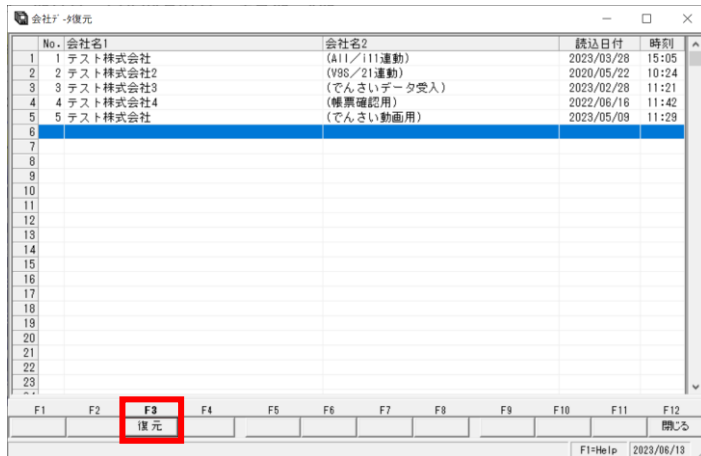 会社ﾃﾞｰﾀ復元
No. 会社名1 会社名2 読込日付 時刻
1 1 テスト株式会社 (AII／i11連動) 2023/03/28 15:05
2 2 テスト株式会社2 (V9S／21連動) 2020/05/22 10:24
3 3 テスト株式会社3 (でんさいデータ受入) 2023/02/28 11:21
4 4 テスト株式会社4 (帳票確認用) 2022/06/16 11:42
5 5 テスト株式会社 (でんさい動画用) 2023/05/09 11:29
6
7
8
9
10
11
12
13
14
15
16
17
18
19
20
21
22
23
F1 F2 F3 F4 F5 F6 F7 F8 F9 F10 F11 F12
復元 閉じる
F1=Help 2023/06/13